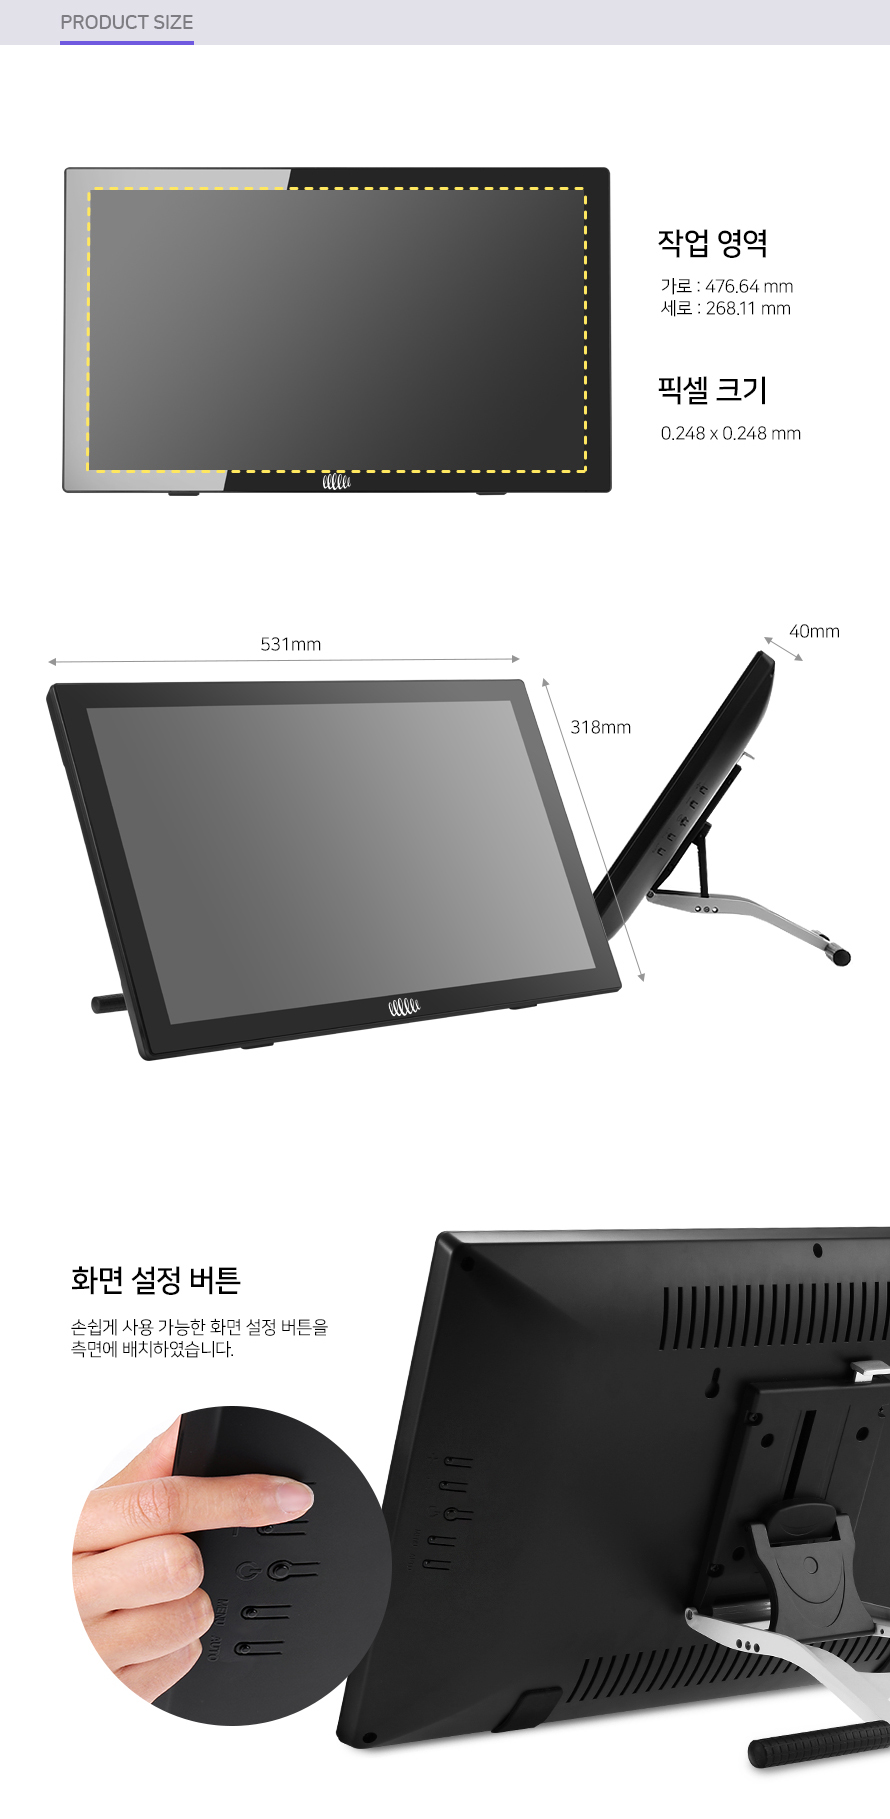 PRODUCT SIZE
작업 영역
가로 : 476.64 mm
세로 : 268.11 mm
픽셀 크기
0.248 x 0.248 mm
531mm
40mm
318mm
화면 설정 버튼
손쉽게 사용 가능한 화면 설정 버튼을
측면에 배치하였습니다.
MENU
AUTO